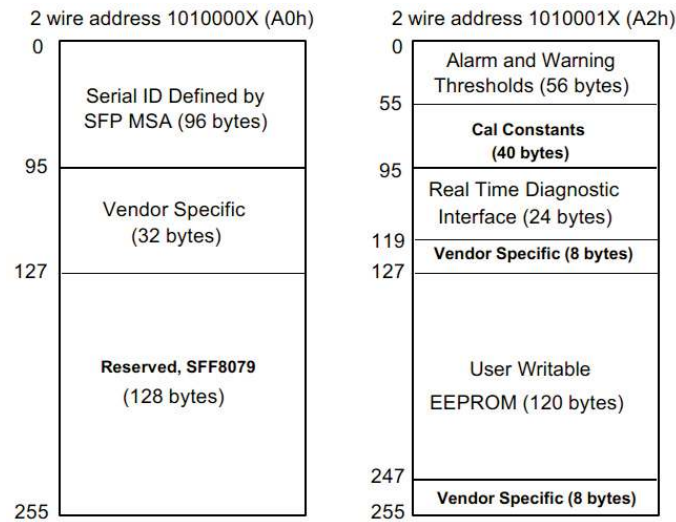 2 wire address 1010000X (A0h)
0
Serial ID Defined by
SFP MSA (96 bytes)
95
Vendor Specific
(32 bytes)
127
Reserved, SFF8079
(128 bytes)
255
2 wire address 1010001X (A2h)
0
Alarm and Warning
Thresholds (56 bytes)
55
Cal Constants
(40 bytes)
95
Real Time Diagnostic
Interface (24 bytes)
119
Vendor Specific (8 bytes)
127
User Writable
EEPROM (120 bytes)
247
Vendor Specific (8 bytes)
255